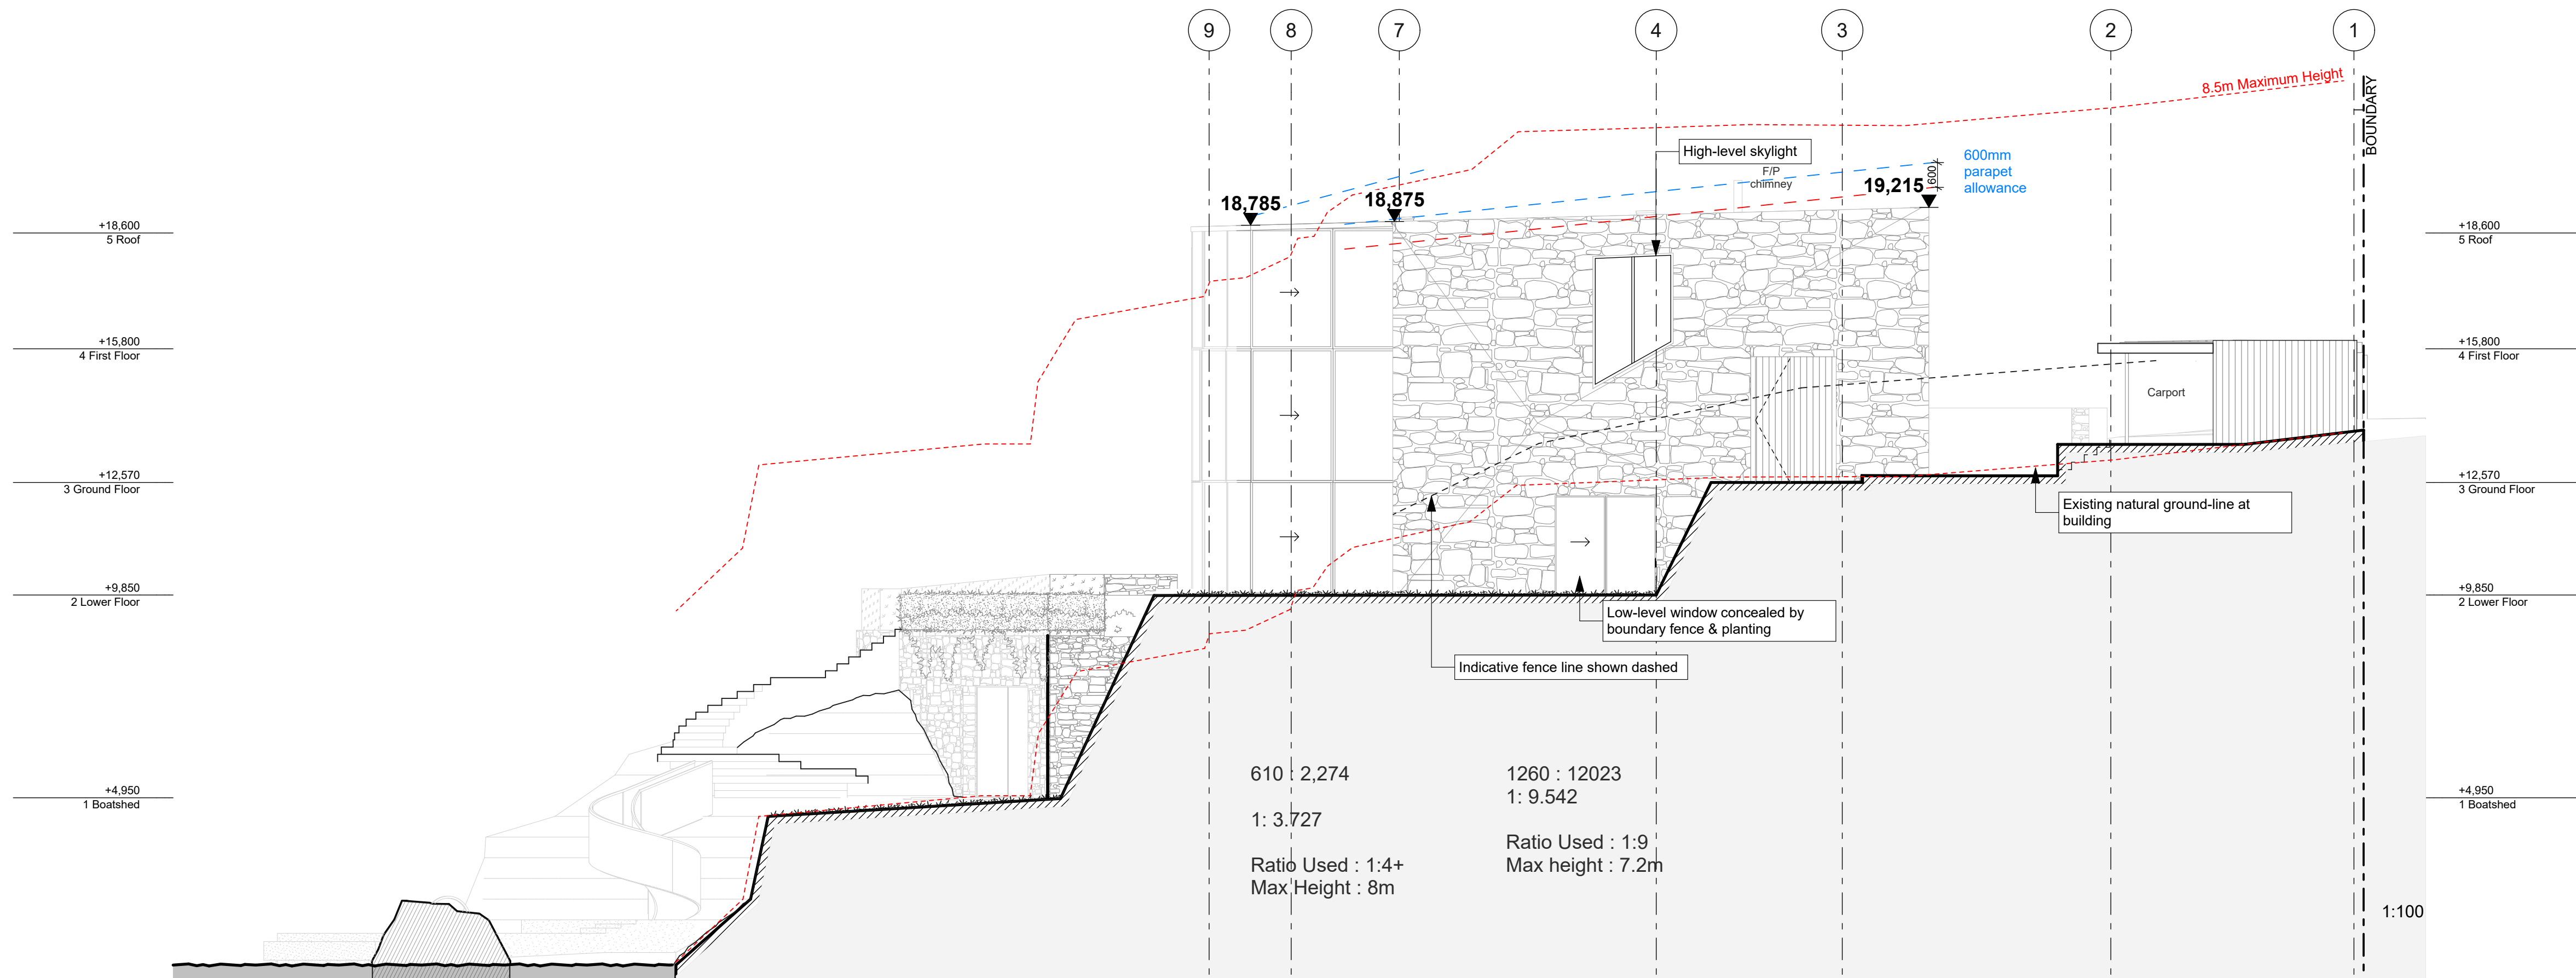 9
8
7
4
3
2
1
8.5m Maximum Height
BOUNDARY
High-level skylight
F/P
chimney
600
600mm
parapet
allowance
18,785
18,875
19,215
+18,600
5 Roof
+18,600
5 Roof
+15,800
4 First Floor
+15,800
4 First Floor
Carport
+12,570
3 Ground Floor
+12,570
3 Ground Floor
Existing natural ground-line at
building
+9,850
2 Lower Floor
+9,850
2 Lower Floor
Low-level window concealed by
boundary fence & planting
Indicative fence line shown dashed
+4,950
1 Boatshed
+4,950
1 Boatshed
610 : 2,274
1: 3.727
Ratio Used : 1:4+
Max Height : 8m
1260 : 12023
1: 9.542
Ratio Used : 1:9
Max height : 7.2m
1:100